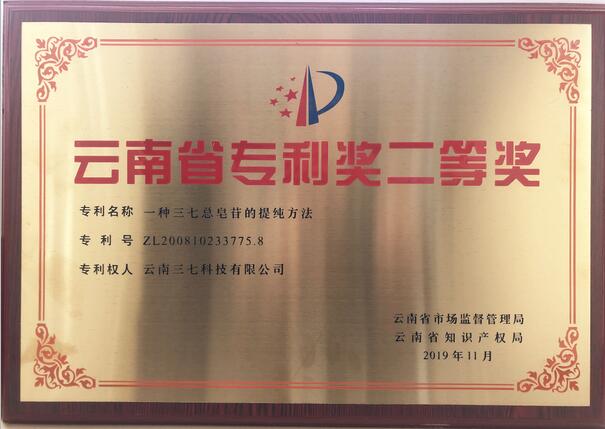 云南省专利奖二等奖
专利名称 一种三七总皂苷的提纯方法
专利号 ZL200810233775.8
专利权人 云南三七科技有限公司
云南省市场监督管理局
云南省知识产权局
2019年11月